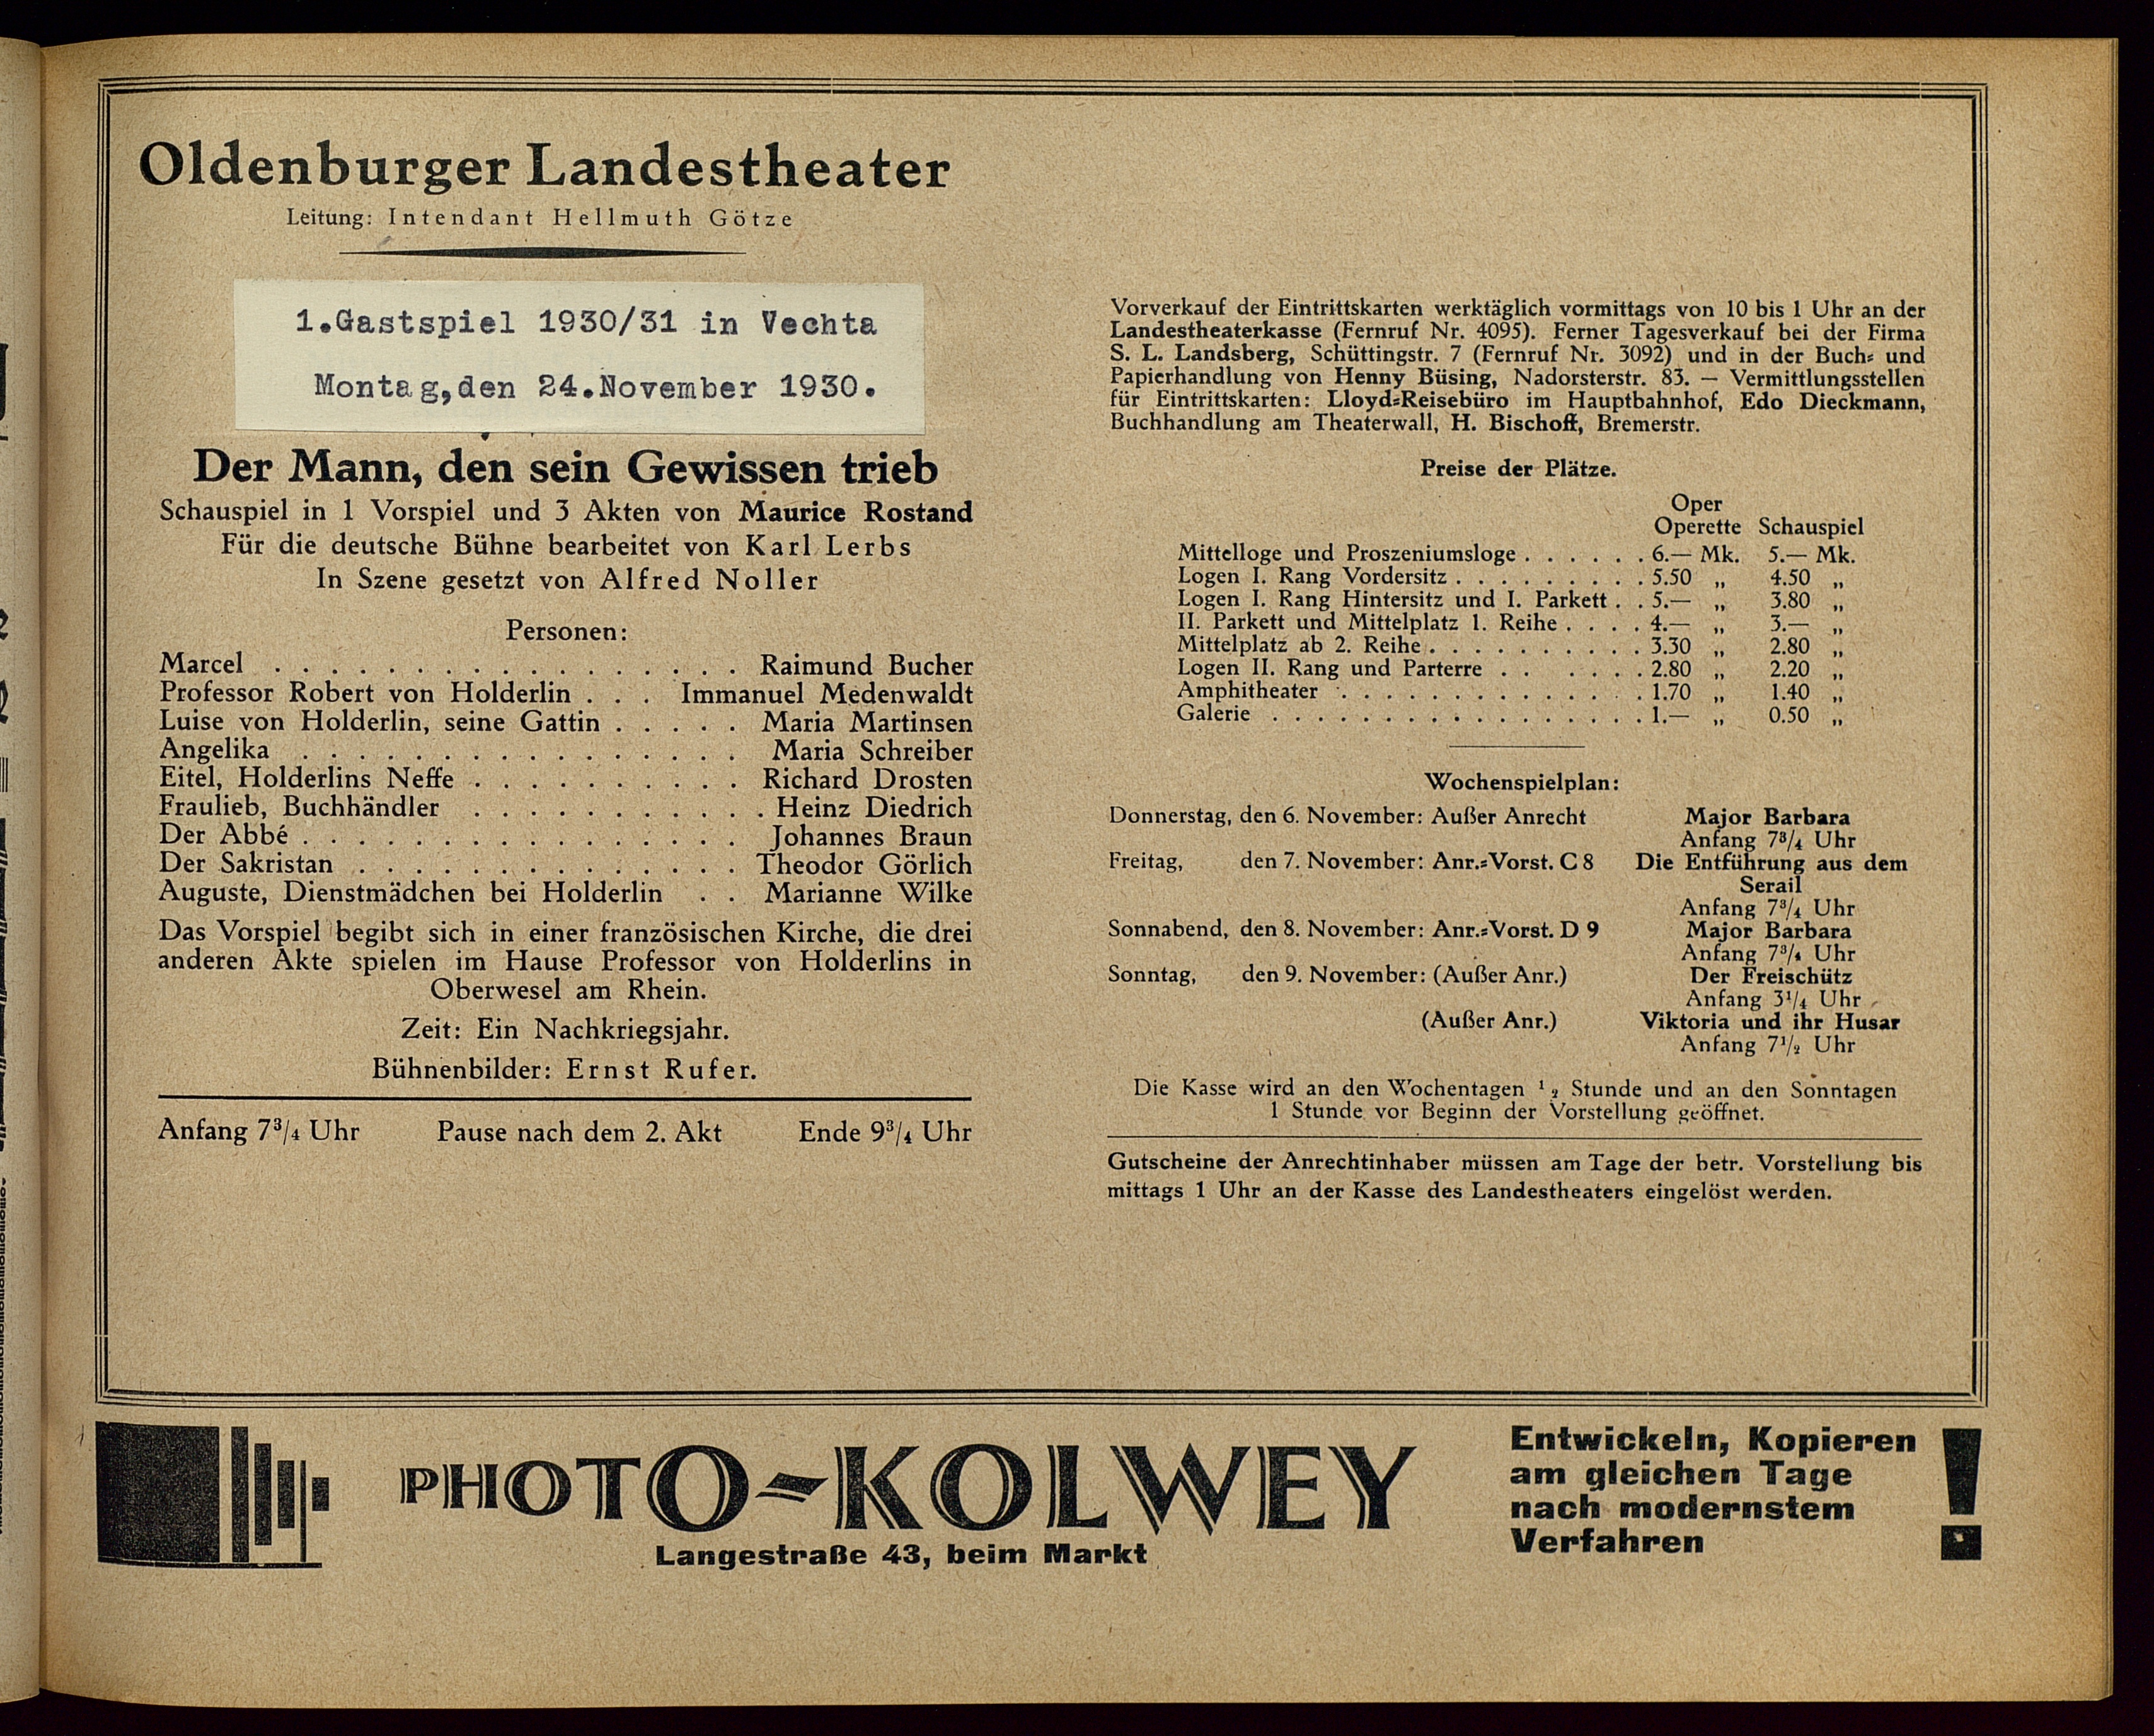 Oldenburger Landestheater
Leitung: Intendant Hellmuth Götze
1.Gastspiel 1930/31 in Vechta
Montag,den 24.November 1930.
Der Mann, den sein Gewissen trieb
Schauspiel in 1 Vorspiel und 3 Akten von Maurice Rostand
Für die deutsche Bühne bearbeitet von Karl Lerbs
In Szene gesetzt von Alfred Noller
Personen:
Marcel . . . . . . . . . . . . . . . . . Raimund Bucher
Professor Robert von Holderlin . . . Immanuel Medenwaldt
Luise von Holderlin, seine Gattin . . . . . Maria Martinsen
Angelika . . . . . . . . . . . . . . . . Maria Schreiber
Eitel, Holderlins Neffe . . . . . . . . . . Richard Drosten
Fraulieb, Buchhändler . . . . . . . . . . . Heinz Diedrich
Der Abbé . . . . . . . . . . . . . . . . Johannes Braun
Der Sakristan . . . . . . . . . . . . . . Theodor Görlich
Auguste, Dienstmädchen bei Holderlin . . Marianne Wilke
Das Vorspiel begibt sich in einer französischen Kirche, die drei
anderen Akte spielen im Hause Professor von Holderlins in
Oberwesel am Rhein.
Zeit: Ein Nachkriegsjahr.
Bühnenbilder: Ernst Rufer.
Anfang 7³/₄ Uhr Pause nach dem 2. Akt Ende 9³/₄ Uhr
Vorverkauf der Eintrittskarten werktäglich vormittags von 10 bis 1 Uhr an der
Landestheaterkasse (Fernruf Nr. 4095). Ferner Tagesverkauf bei der Firma
S. L. Landsberg, Schüttingstr. 7 (Fernruf Nr. 3092) und in der Buch- und
Papierhandlung von Henny Büsing, Nadorsterstr. 83. — Vermittlungsstellen
für Eintrittskarten: Lloyd-Reisebüro im Hauptbahnhof, Edo Dieckmann,
Buchhandlung am Theaterwall, H. Bischoff, Bremerstr.
Preise der Plätze.
Oper
Operette Schauspiel
Mittelloge und Proszeniumsloge . . . . . . 6.— Mk. 5.— Mk.
Logen I. Rang Vordersitz . . . . . . . . . 5.50 „ 4.50 „
Logen I. Rang Hintersitz und I. Parkett . . 5.— „ 3.80 „
II. Parkett und Mittelplatz 1. Reihe . . . . 4.— „ 3.— „
Mittelplatz ab 2. Reihe . . . . . . . . . . 3.30 „ 2.80 „
Logen II. Rang und Parterre . . . . . . 2.80 „ 2.20 „
Amphitheater . . . . . . . . . . . . . . 1.70 „ 1.40 „
Galerie . . . . . . . . . . . . . . . . . 1.— „ 0.50 „
Wochenspielplan:
Donnerstag, den 6. November: Außer Anrecht Major Barbara
Anfang 7³/₄ Uhr
Freitag, den 7. November: Anr.-Vorst. C 8 Die Entführung aus dem
Serail
Anfang 7³/₄ Uhr
Sonnabend, den 8. November: Anr.-Vorst. D 9 Major Barbara
Anfang 7³/₄ Uhr
Sonntag, den 9. November: (Außer Anr.) Der Freischütz
Anfang 3¹/₄ Uhr
(Außer Anr.) Viktoria und ihr Husar
Anfang 7¹/₂ Uhr
Die Kasse wird an den Wochentagen ¹/₂ Stunde und an den Sonntagen
1 Stunde vor Beginn der Vorstellung geöffnet.
Gutscheine der Anrechtinhaber müssen am Tage der betr. Vorstellung bis
mittags 1 Uhr an der Kasse des Landestheaters eingelöst werden.
PHOTO-KOLWEY
Langestraße 43, beim Markt
Entwickeln, Kopieren
am gleichen Tage
nach modernstem
Verfahren !